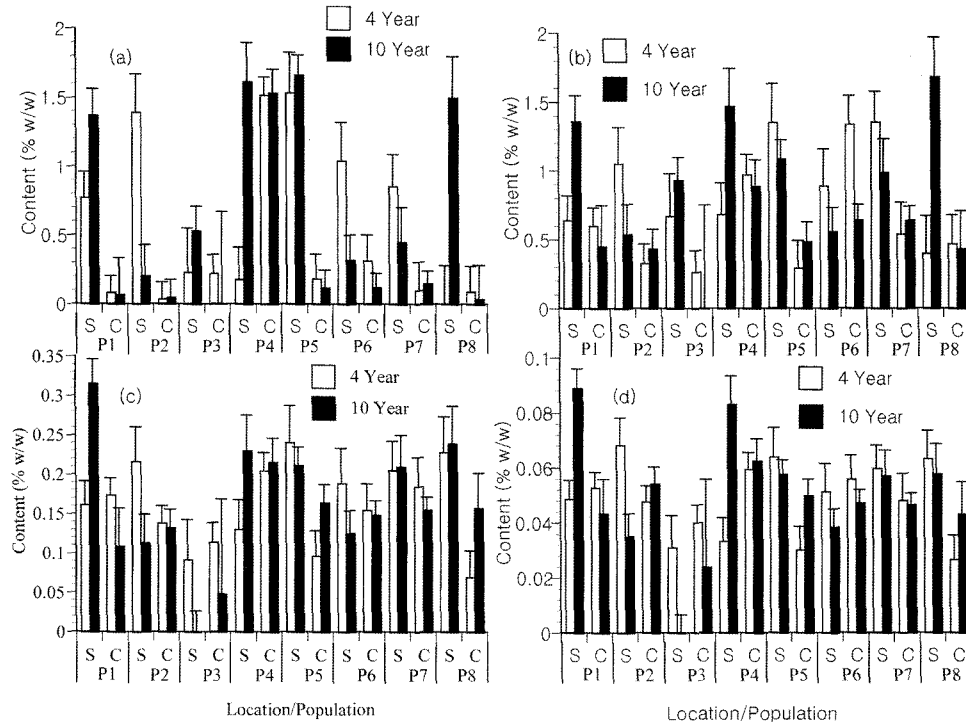 (a)
4 Year
10 Year
Content (% w/w)
2
1.5
1
0.5
0
S C S C S C S C S C S C S C S C
P1 P2 P3 P4 P5 P6 P7 P8
(b)
4 Year
10 Year
Content (% w/w)
2
1.5
1
0.5
0
S C S C S C S C S C S C S C S C
P1 P2 P3 P4 P5 P6 P7 P8
(c)
4 Year
10 Year
Content (% w/w)
0.35
0.3
0.25
0.2
0.15
0.1
0.05
0
S C S C S C S C S C S C S C S C
P1 P2 P3 P4 P5 P6 P7 P8
Location/Population
(d)
4 Year
10 Year
Content (% w/w)
0.1
0.08
0.06
0.04
0.02
0
S C S C S C S C S C S C S C S C
P1 P2 P3 P4 P5 P6 P7 P8
Location/Population